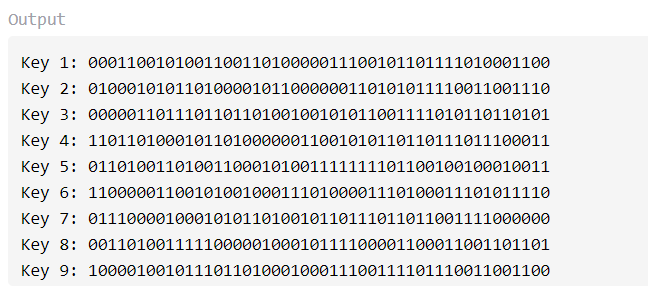 Output
Key 1: 000110010100110011010000011100101101111010001100
Key 2: 010001010110100001011000000110101011110011001110
Key 3: 000001101110110110100100101011001111010110110101
Key 4: 110110100010110100000011001010110110111011100011
Key 5: 011010011010011000101001111111101100100100010011
Key 6: 110000011001010010001110100001110100011101011110
Key 7: 011100001000101011010010110111011011001111000000
Key 8: 001101001111100000100010111100001100011001101101
Key 9: 100001001011101101000100011100111101110011001100